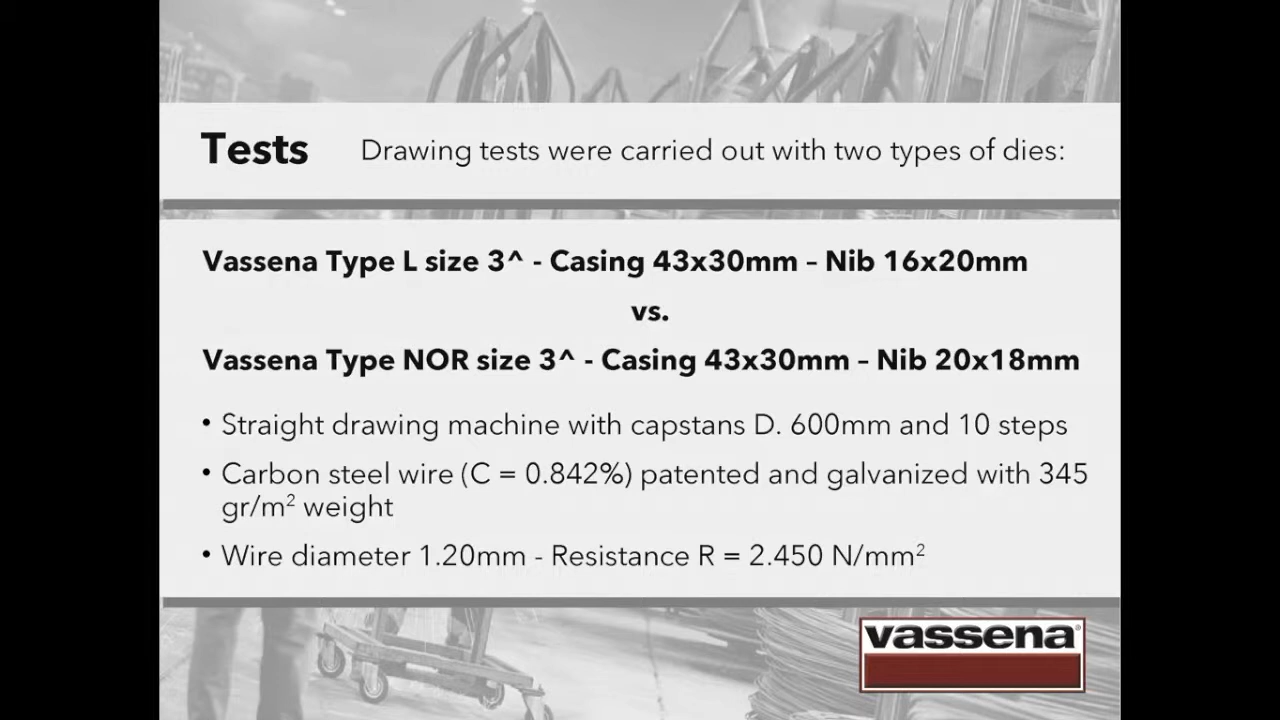 Tests Drawing tests were carried out with two types of dies:
Vassena Type L size 3^ - Casing 43x30mm – Nib 16x20mm
vs.
Vassena Type NOR size 3^ - Casing 43x30mm – Nib 20x18mm
• Straight drawing machine with capstans D. 600mm and 10 steps
• Carbon steel wire (C = 0.842%) patented and galvanized with 345
gr/m² weight
• Wire diameter 1.20mm - Resistance R = 2.450 N/mm²
vassena®